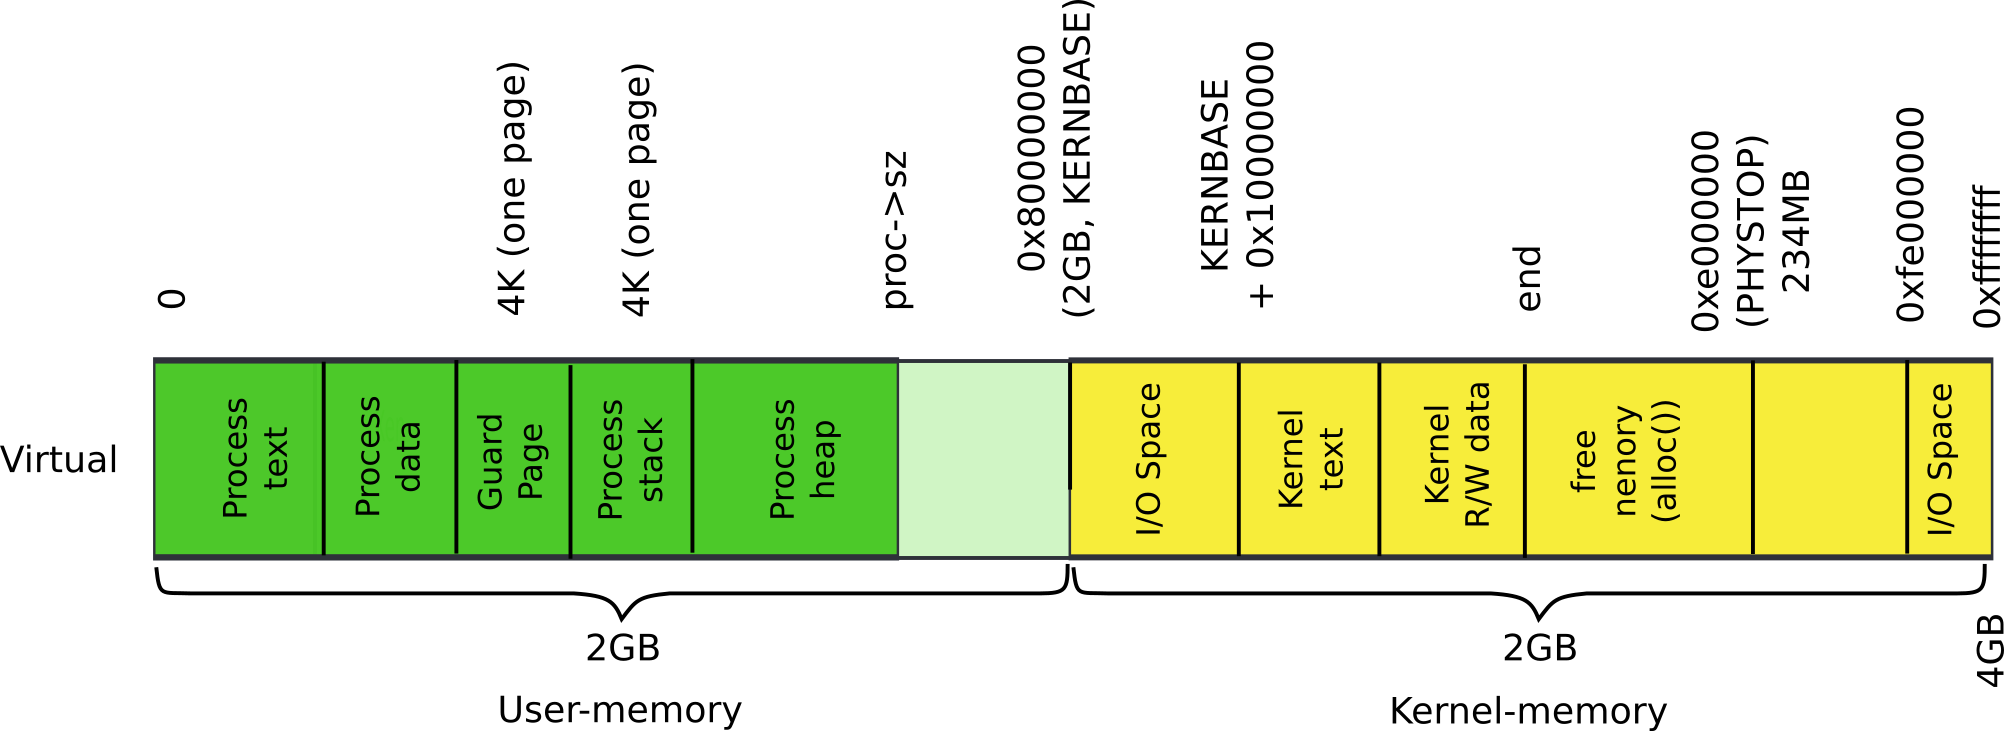 0
4K (one page)
4K (one page)
proc->sz
0x80000000
(2GB, KERNBASE)
KERNBASE
+ 0x1000000
end
0xe000000
(PHYSTOP)
234MB
0xfe000000
0xffffffff
Virtual
Process
text
Process
data
Guard
Page
Process
stack
Process
heap
I/O Space
Kernel
text
Kernel
R/W data
free
nenory
(alloc())
I/O Space
2GB
2GB
4GB
User-memory
Kernel-memory